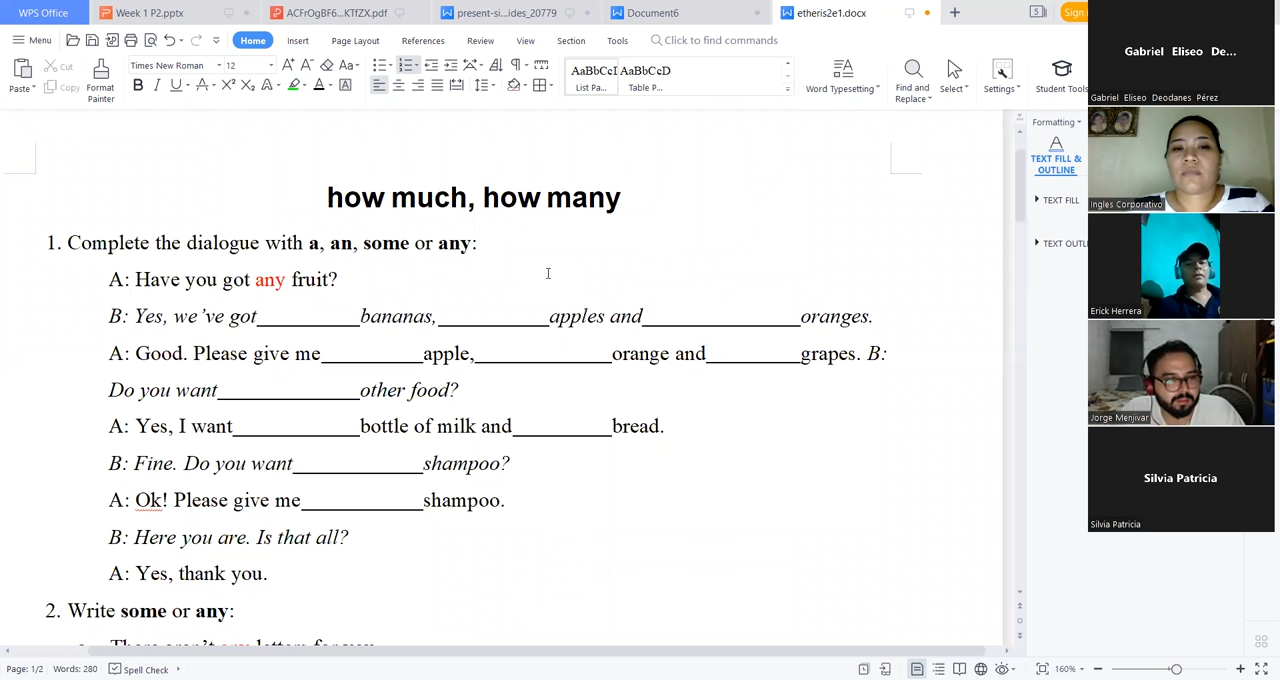 WPS Office
Week 1 P2.pptx
ACFrOgBF6...KTfZX.pdf
present-si...ides_20779
Document6
etheris2e1.docx
Sign
Menu
Home
Insert
Page Layout
References
Review
View
Section
Tools
Click to find commands
Paste
Cut
Copy
Format Painter
Times New Roman
12
AaBbCcI
AaBbCcD
List Pa...
Table P...
Word Typesetting
Find and Replace
Select
Settings
Student Tools
how much, how many
1. Complete the dialogue with a, an, some or any:
A: Have you got any fruit?
B: Yes, we’ve got__________bananas,___________apples and_______________oranges.
A: Good. Please give me__________apple,_____________orange and_________grapes. B:
Do you want______________other food?
A: Yes, I want____________bottle of milk and_________bread.
B: Fine. Do you want_____________shampoo?
A: Ok! Please give me____________shampoo.
B: Here you are. Is that all?
A: Yes, thank you.
2. Write some or any:
Formatting
TEXT FILL & OUTLINE
TEXT FILL
TEXT OUTL
Gabriel Eliseo De...
Gabriel Eliseo Deodanes Pérez
Ingles Corporativo
Erick Herrera
Jorge Menjivar
Silvia Patricia
Silvia Patricia
Page: 1/2
Words: 280
Spell Check
160%